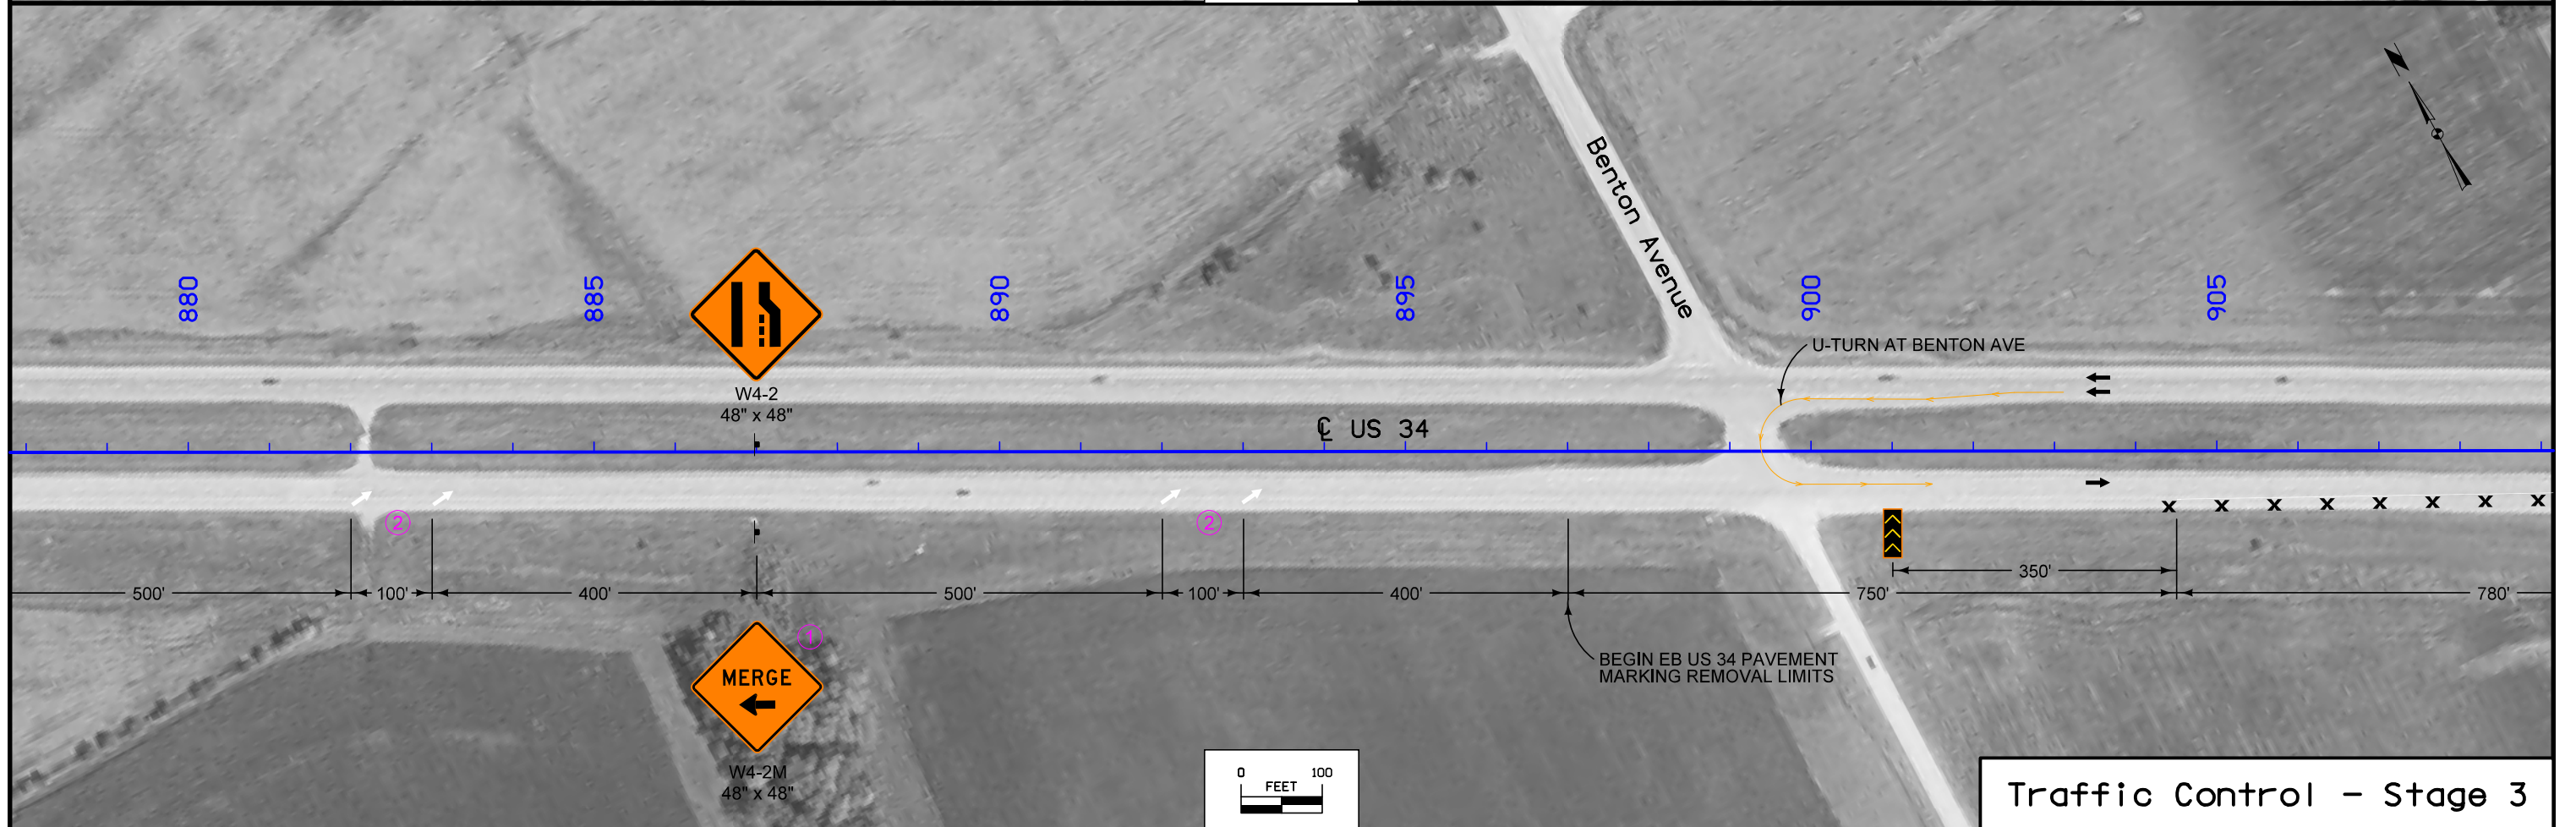 Benton Avenue
880
885
890
895
900
905
U-TURN AT BENTON AVE
W4-2
48" x 48"
℄ US 34
2
2
500'
100'
400'
500'
100'
400'
350'
750'
780'
1
MERGE
BEGIN EB US 34 PAVEMENT
MARKING REMOVAL LIMITS
W4-2M
48" x 48"
0 100
FEET
Traffic Control - Stage 3
N
X X X X X X X X